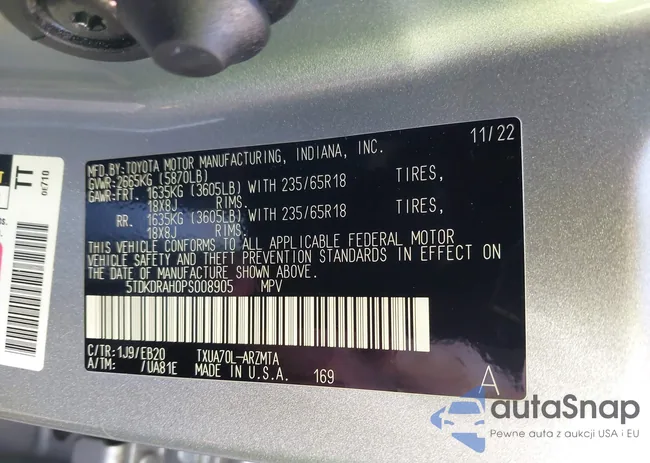 11/22
MFD.BY:TOYOTA MOTOR MANUFACTURING, INDIANA, INC.
GVWR:2665KG (5870LB)
GAWR:FRT. 1635KG (3605LB) WITH 235/65R18 TIRES,
18X8J RIMS.
RR. 1635KG (3605LB) WITH 235/65R18 TIRES,
18X8J RIMS.
THIS VEHICLE CONFORMS TO ALL APPLICABLE FEDERAL MOTOR
VEHICLE SAFETY AND THEFT PREVENTION STANDARDS IN EFFECT ON
THE DATE OF MANUFACTURE SHOWN ABOVE.
5TDKDRAH0PS008905 MPV
C/TR:1J9/EB20 TXUA70L-ARZMTA
A/TM: /UA81E MADE IN U.S.A. 169
A
TT
0E710
autaSnap
Pewne auta z aukcji USA i EU